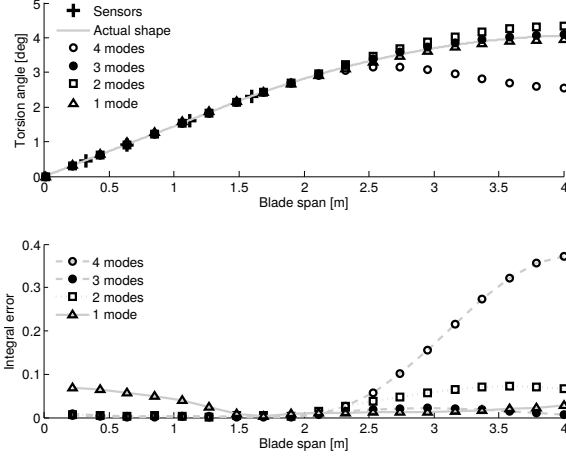 5
4
3
2
1
0
Torsion angle [deg]
Sensors
Actual shape
4 modes
3 modes
2 modes
1 mode
0 0.5 1 1.5 2 2.5 3 3.5 4
Blade span [m]
0.4
0.3
0.2
0.1
0
Integral error
4 modes
3 modes
2 modes
1 mode
0 0.5 1 1.5 2 2.5 3 3.5 4
Blade span [m]